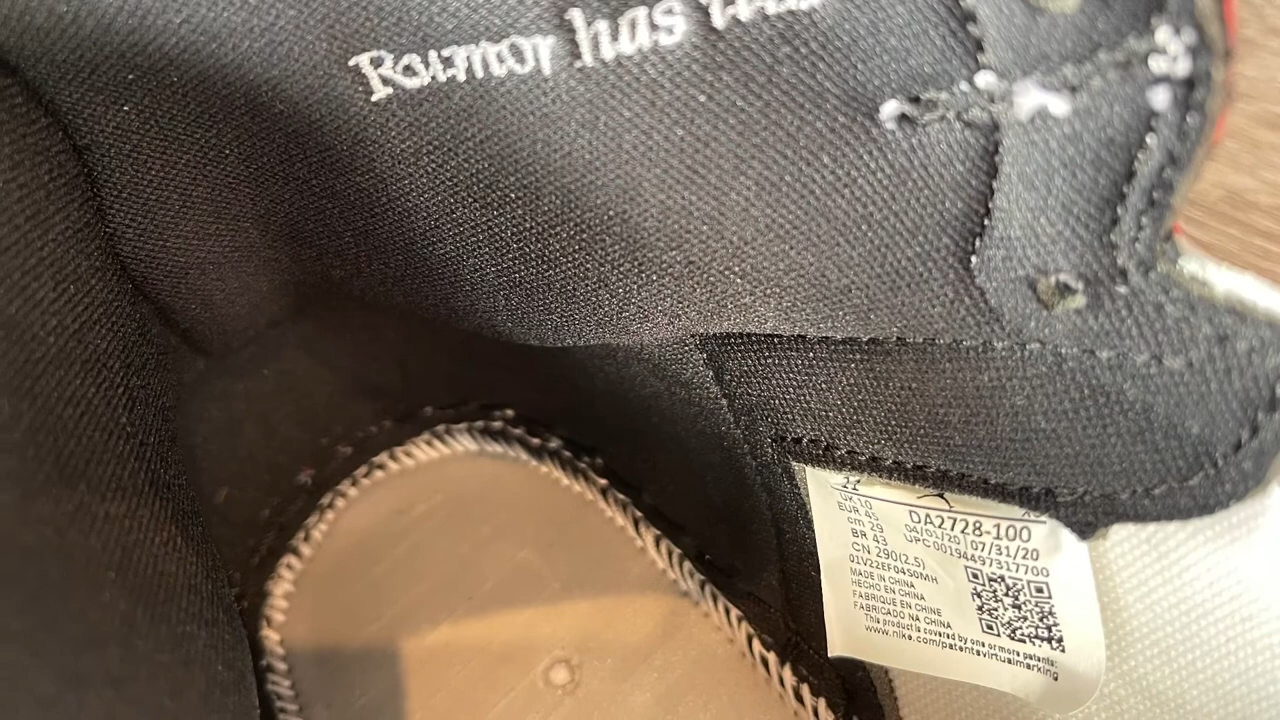 Rumor has
UK 10
EUR 45
cm 29
BR 43
CN 290(2.5)
DA2728-100
04/01/20 07/31/20
UPC 00194497317700
01V22EF04S0MH
MADE IN CHINA
HECHO EN CHINA
FABRIQUE EN CHINE
FABRICADO NA CHINA
This product is covered by one or more patents:
www.nike.com/patentsvirtualmarking